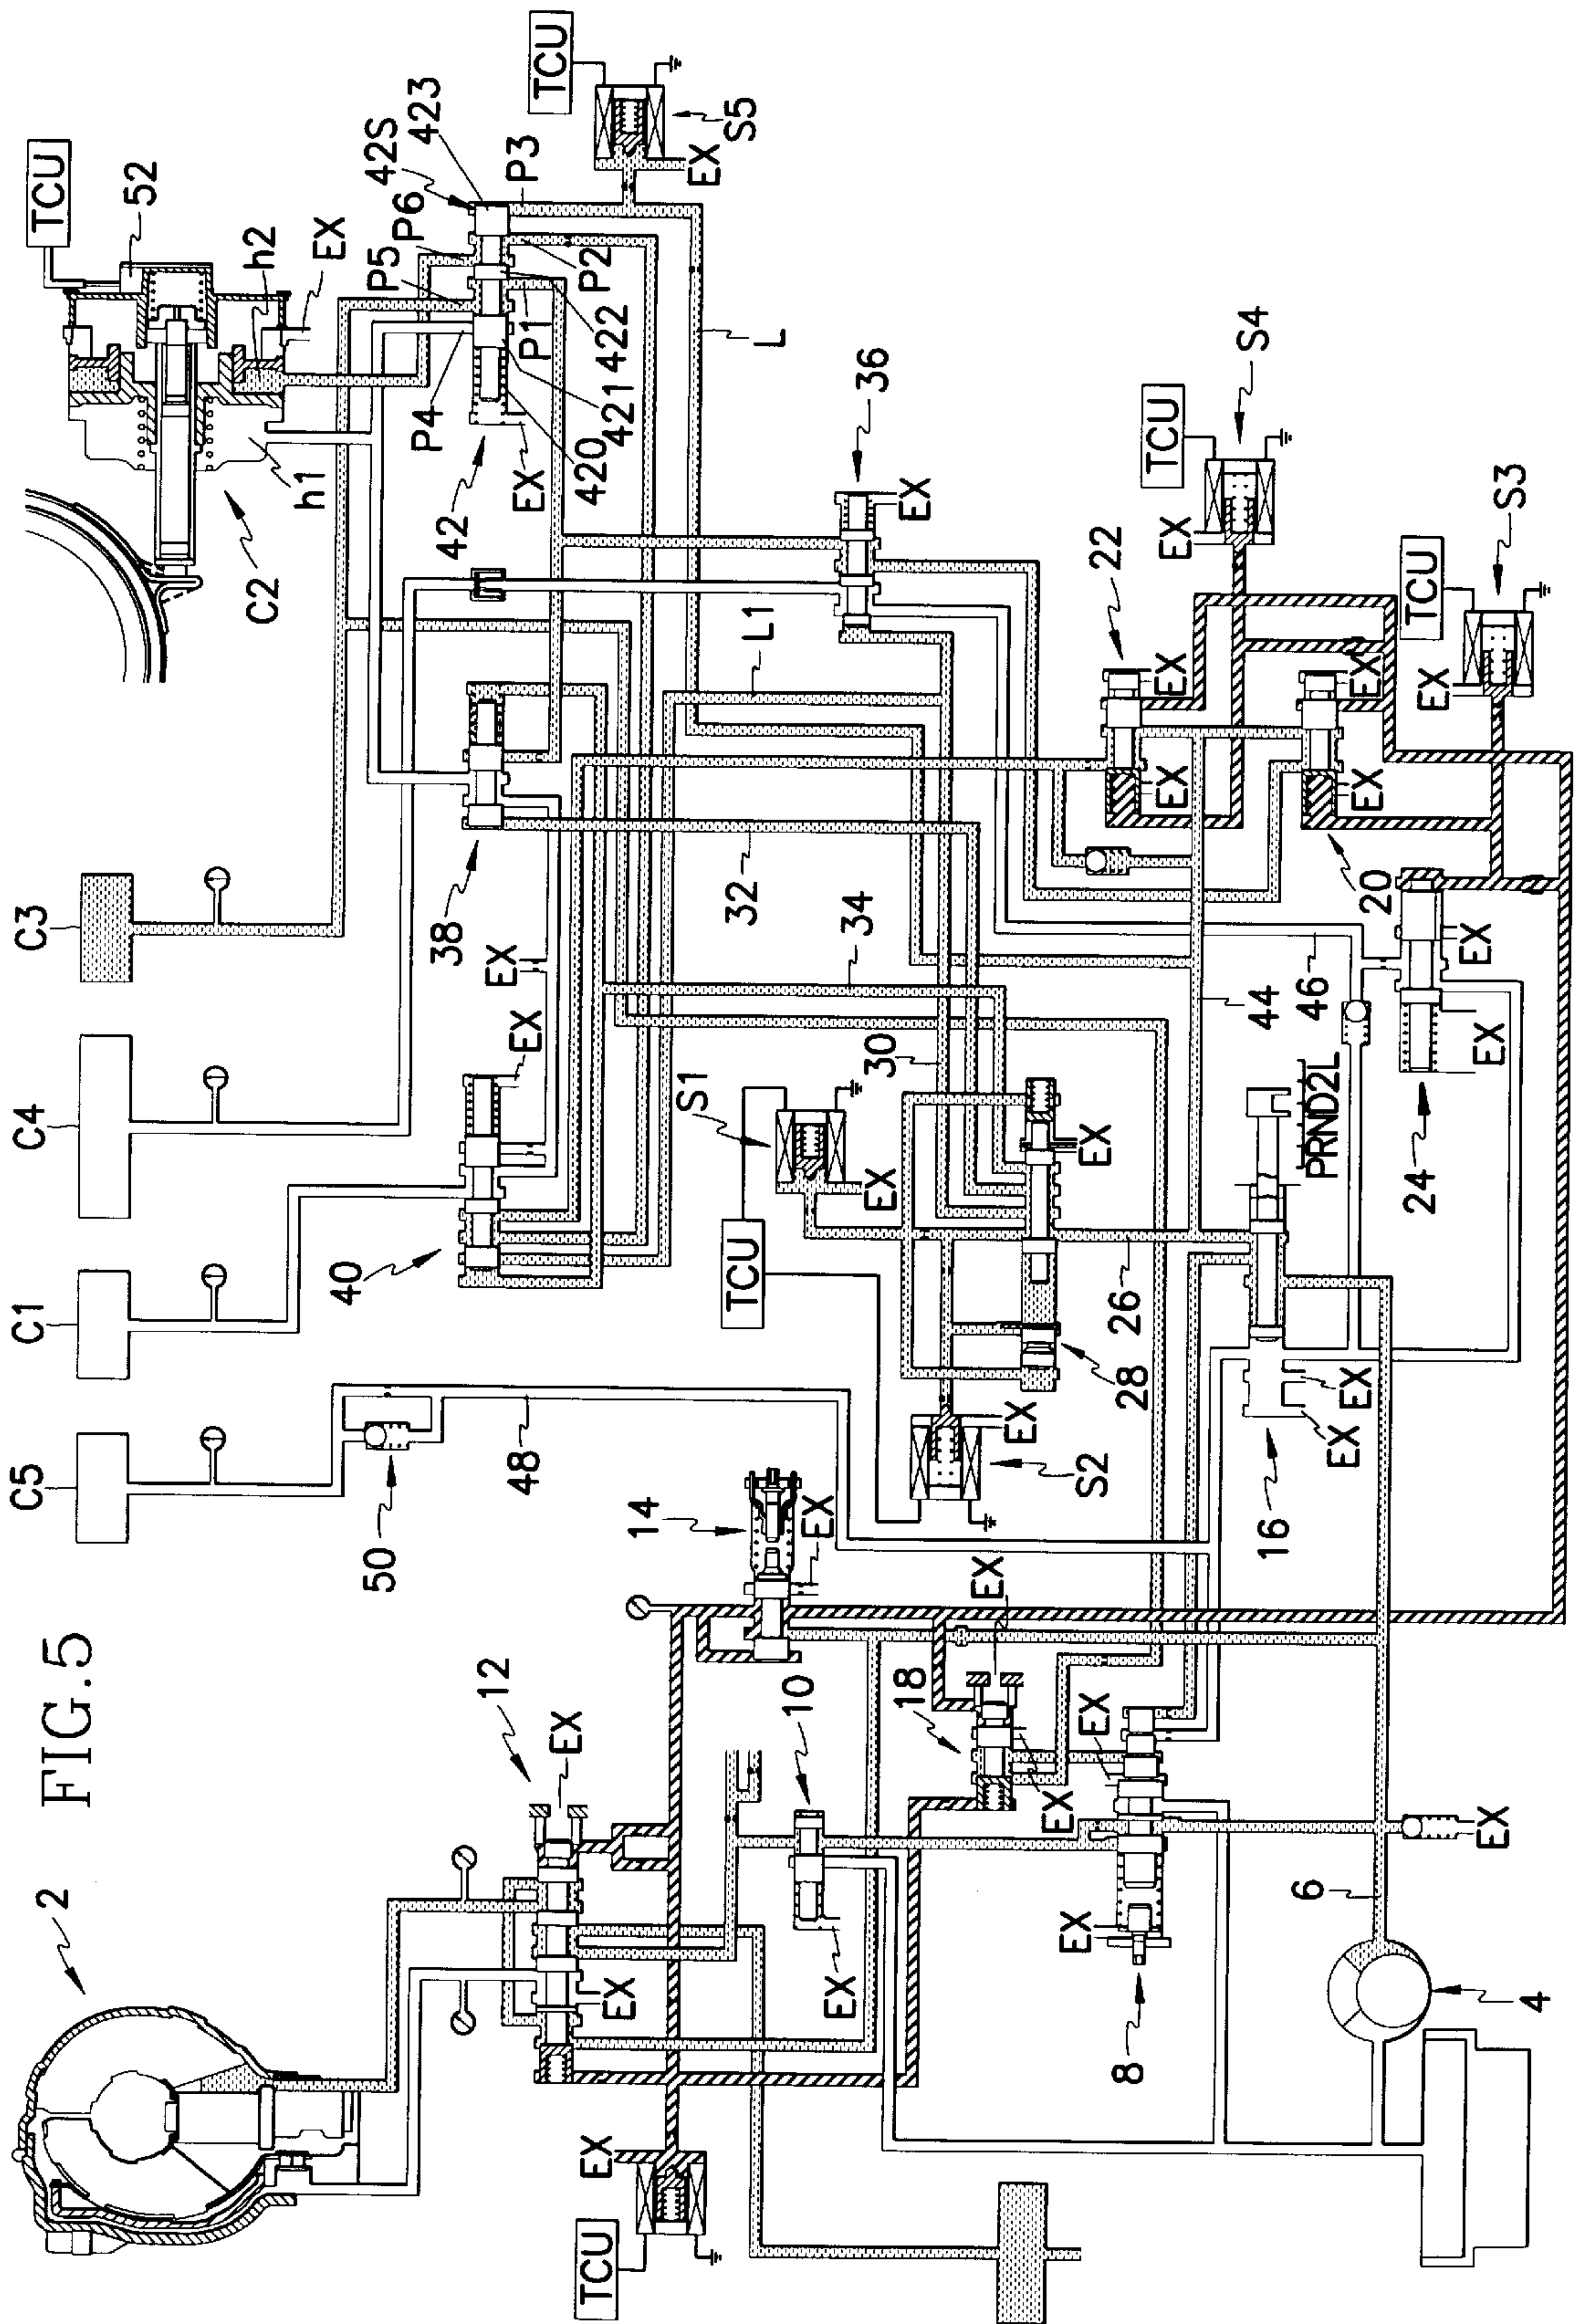 FIG.5
C5
C1
C4
C3
TCU
52
h2
EX
h1
C2
P5
P6
42S
423
P3
TCU
S5
EX
P4
P1
P2
422
421
420
EX
42
L
36
EX
L1
38
EX
EX
40
32
34
30
50
48
2
12
EX
EX
14
EX
TCU
S1
EX
TCU
S2
EX
28
EX
26
44
46
22
EX
EX
TCU
S4
EX
20
EX
EX
TCU
S3
EX
24
EX
EX
PRND2L
16
EX
EX
10
EX
18
EX
EX
EX
8
EX
6
EX
4
EX
TCU